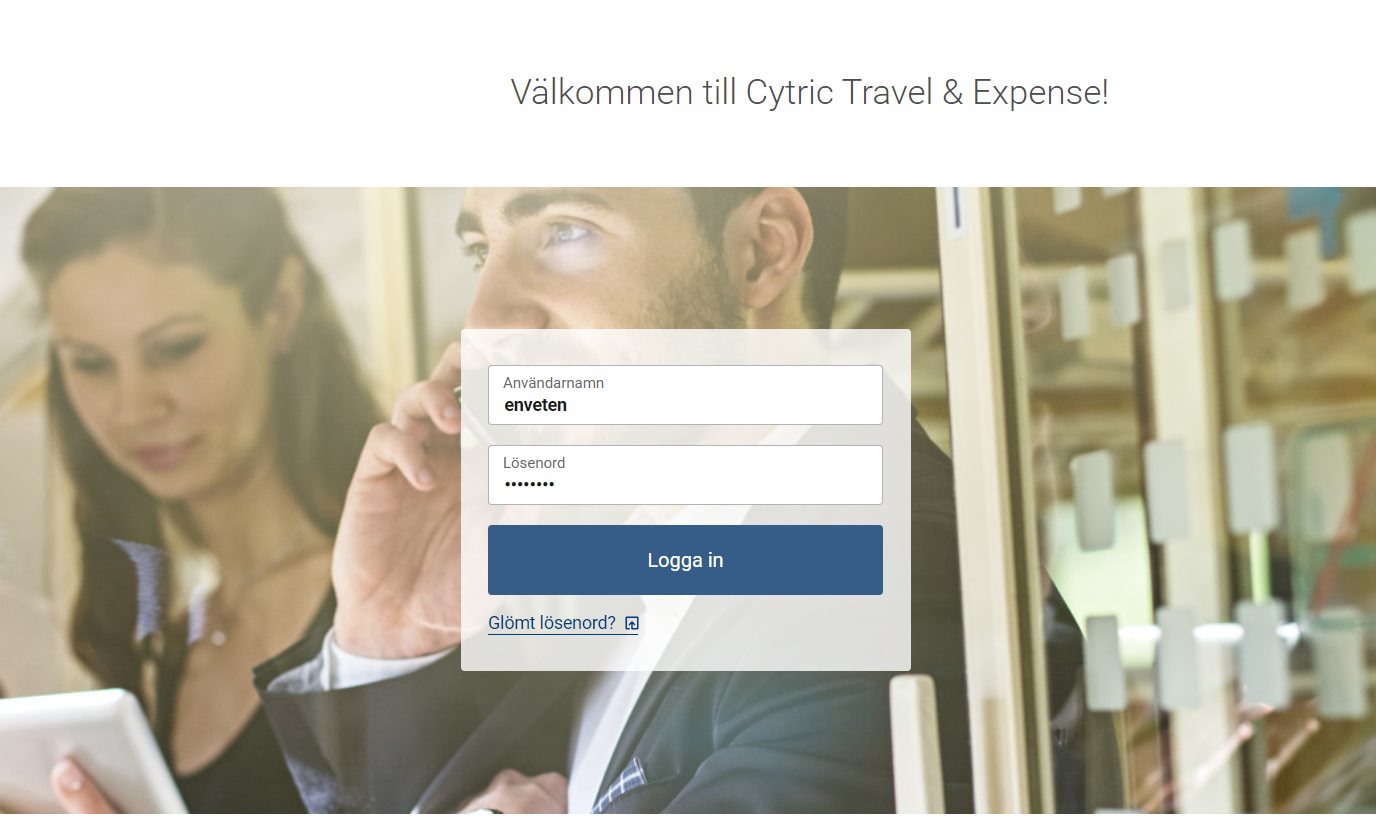 Välkommen till Cytric Travel & Expense!
Användarnamn
enveten
Lösenord
••••••••
Logga in
Glömt lösenord?